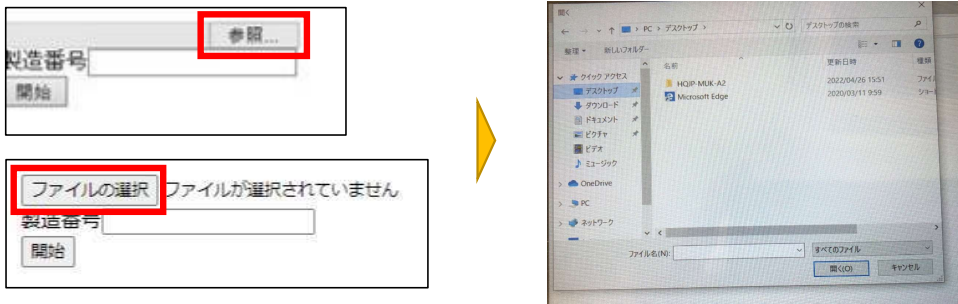 参照...
製造番号
開始
ファイルの選択 ファイルが選択されていません
製造番号
開始
開く
PC > デスクトップ >
デスクトップの検索
整理 新しいフォルダー
名前 更新日時 種類
クイック アクセス
デスクトップ
ダウンロード
ドキュメント
ピクチャ
ビデオ
ミュージック
OneDrive
PC
ネットワーク
HQJP-MUK-A2 2022/04/26 15:51
Microsoft Edge 2020/03/11 9:59
ファイル名(N): すべてのファイル
開く(O) キャンセル